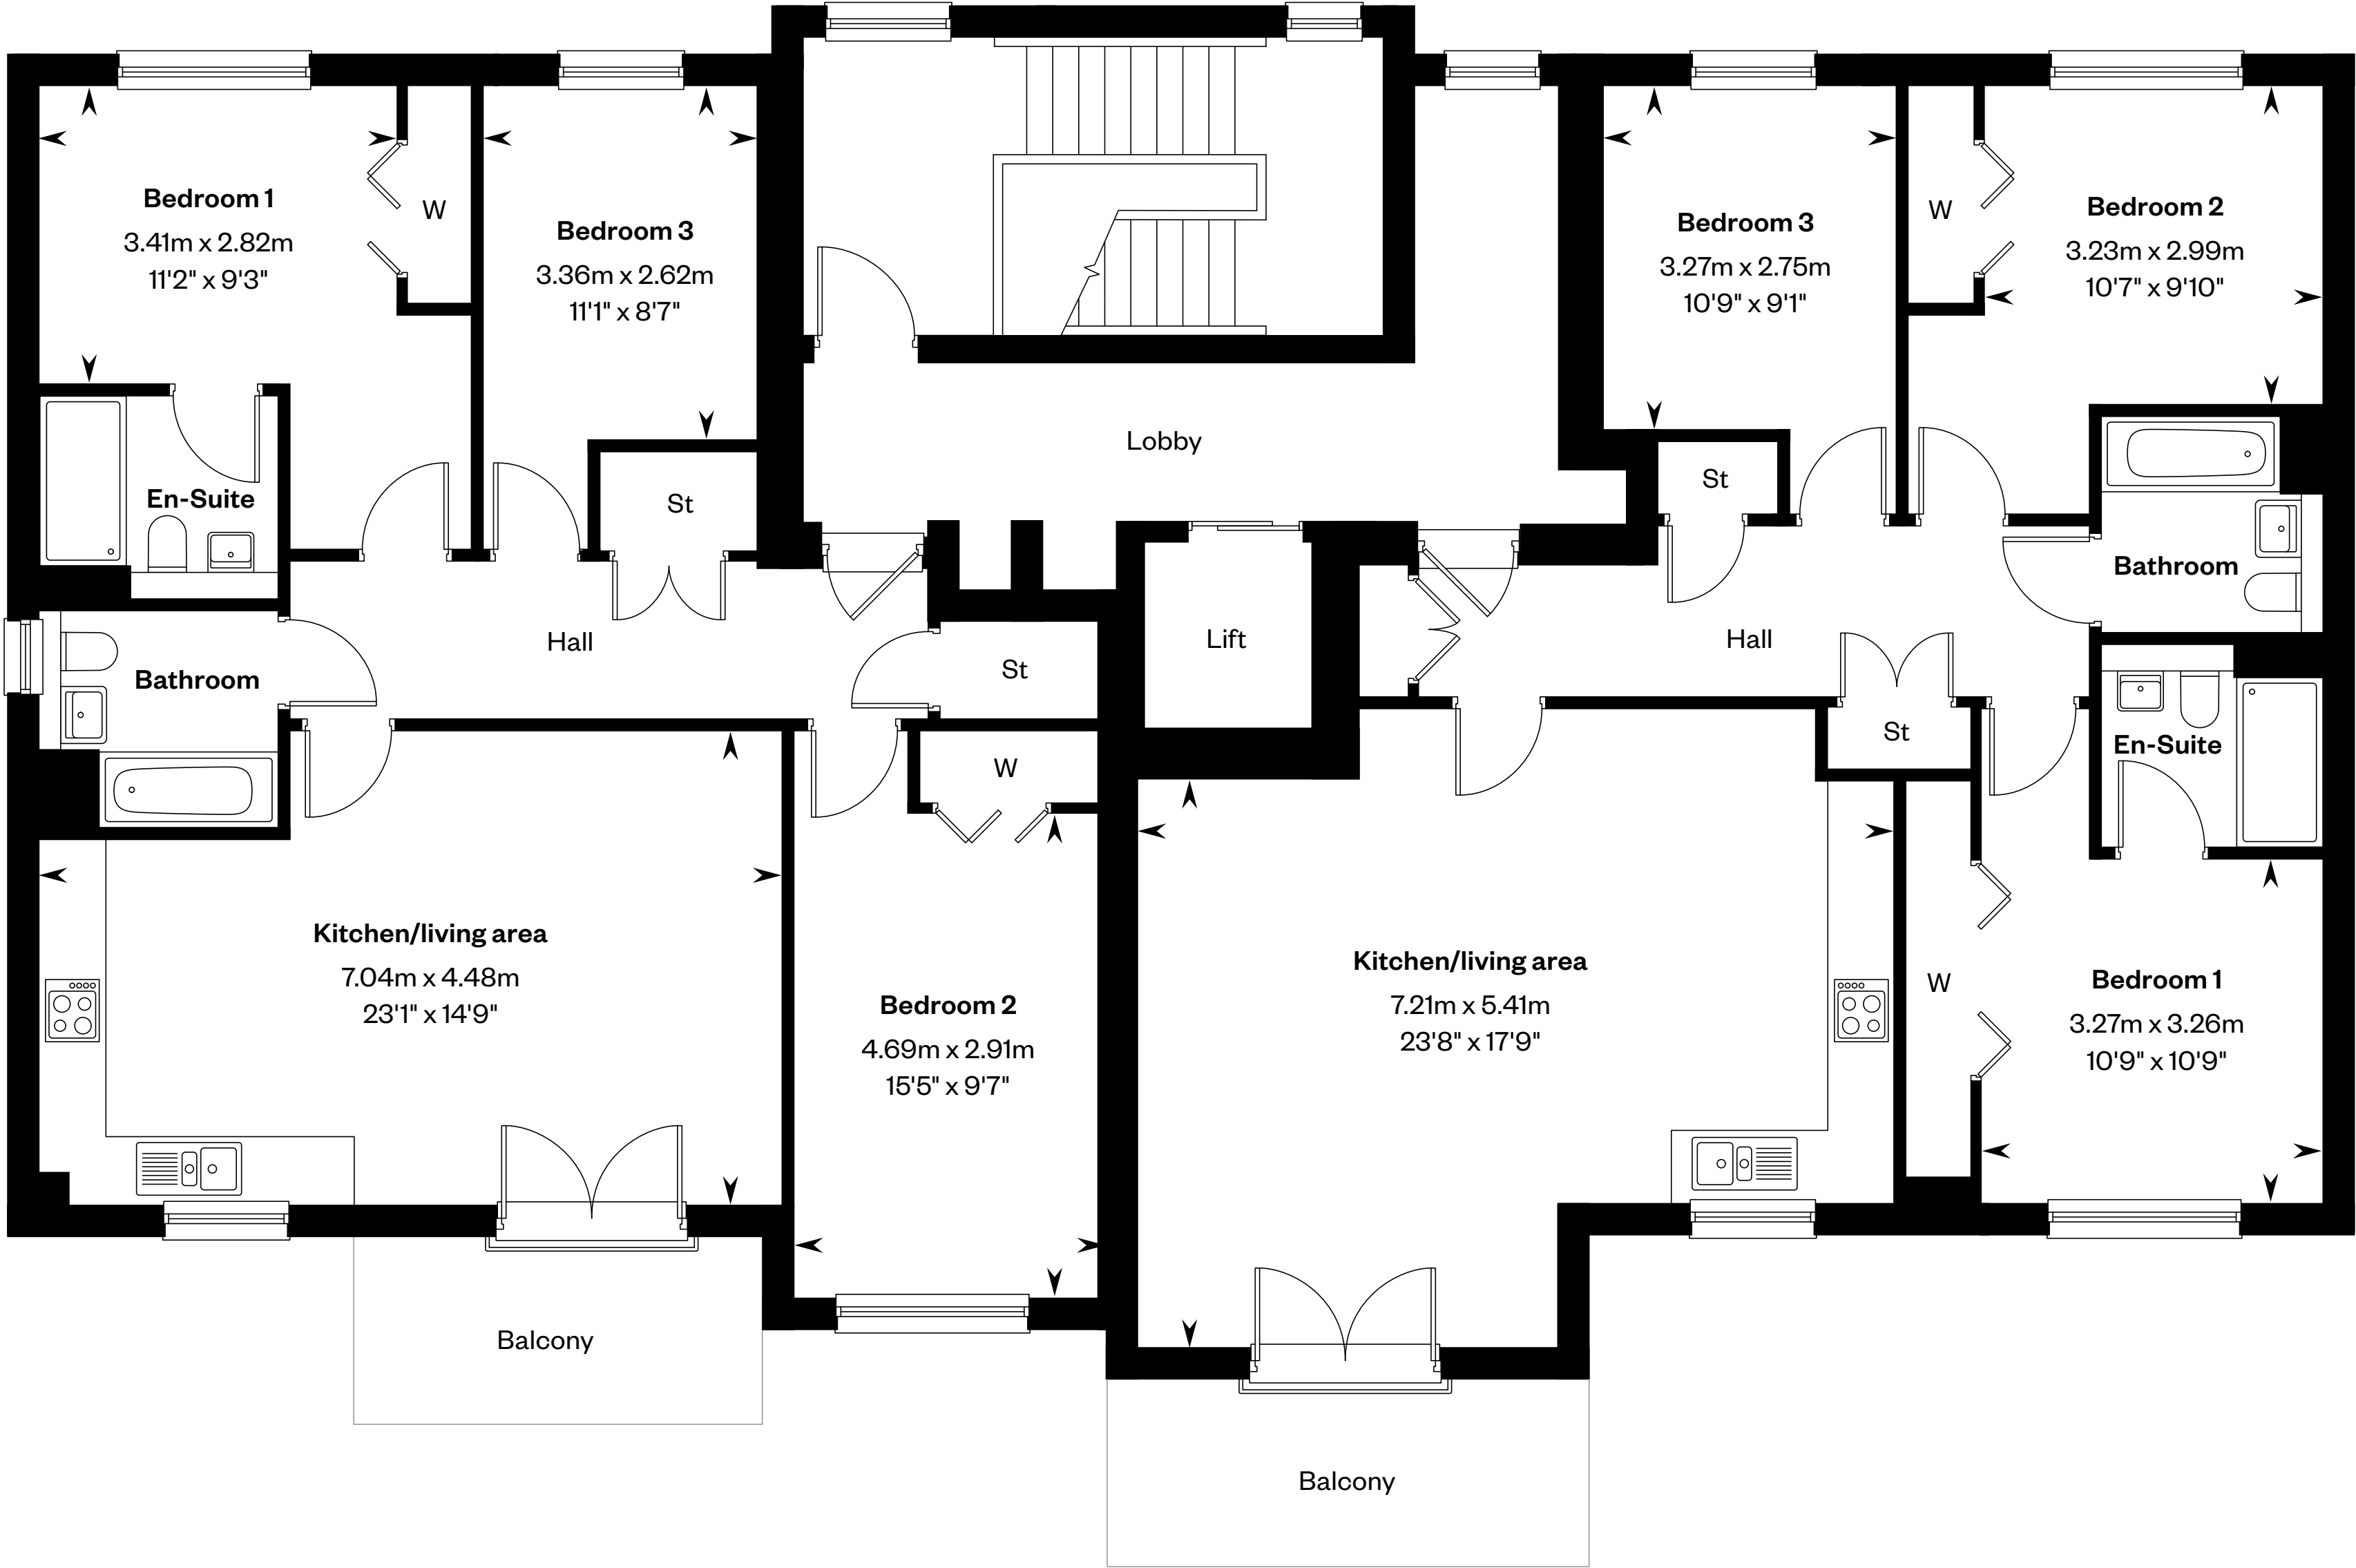 Bedroom 1
3.41m x 2.82m
11'2" x 9'3"
W
Bedroom 3
3.36m x 2.62m
11'1" x 8'7"
Bedroom 3
3.27m x 2.75m
10'9" x 9'1"
W
Bedroom 2
3.23m x 2.99m
10'7" x 9'10"
Lobby
En-Suite
St
St
Bathroom
Hall
Bathroom
St
Lift
Hall
St
En-Suite
W
Kitchen/living area
7.04m x 4.48m
23'1" x 14'9"
Bedroom 2
4.69m x 2.91m
15'5" x 9'7"
Kitchen/living area
7.21m x 5.41m
23'8" x 17'9"
W
Bedroom 1
3.27m x 3.26m
10'9" x 10'9"
Balcony
Balcony